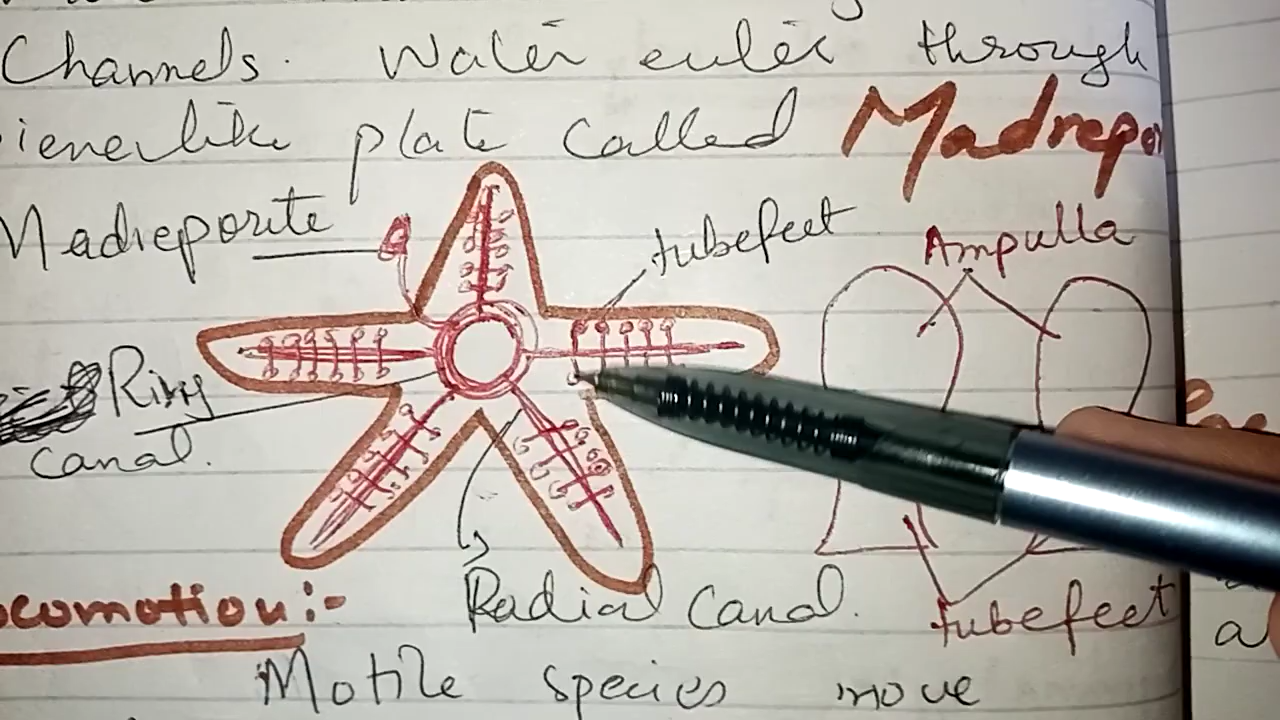 Channels. Water enter through
ienerlike plate called Madrepor
Madreporite
tubefeet
Ampulla
Ring
canal.
Radial Canal.
tubefeet
ocomotion:-
a
Motile species move